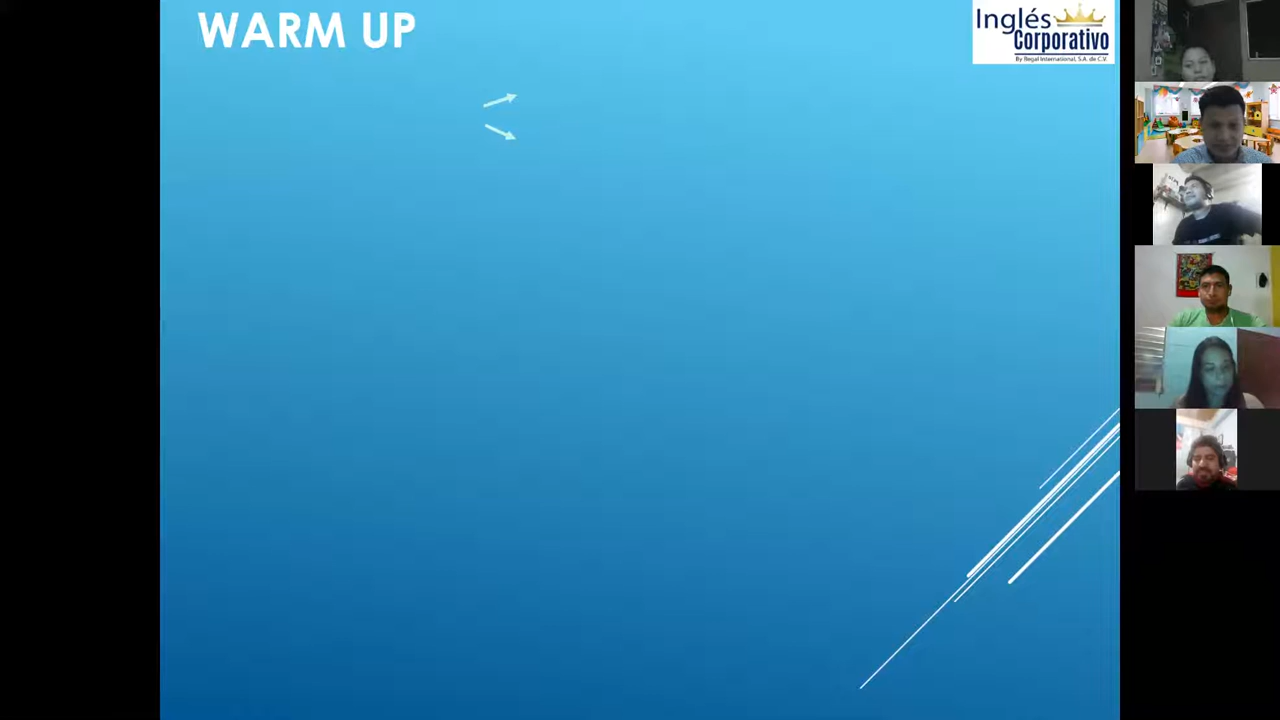 WARM UP
Inglés
Corporativo
By Regal International, S.A. de C.V.